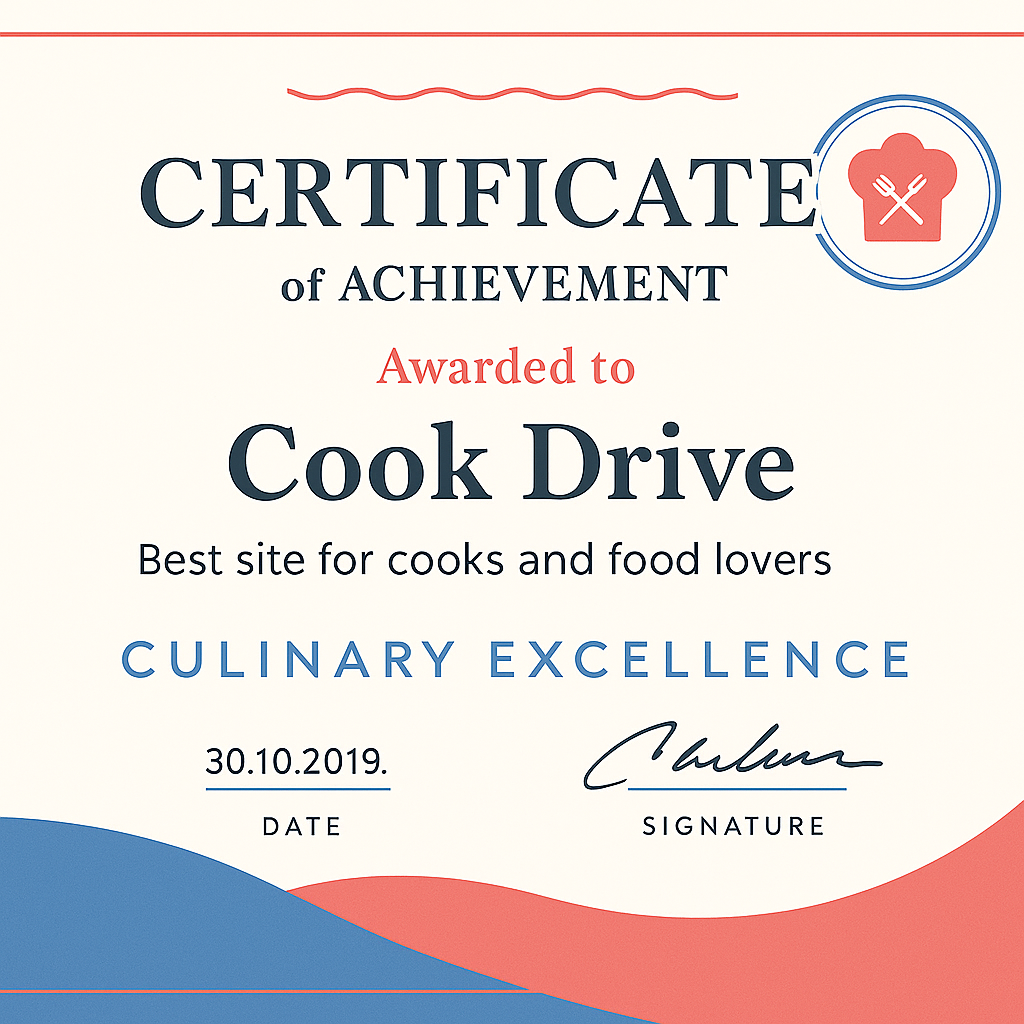 CERTIFICATE
of ACHIEVEMENT
Awarded to
Cook Drive
Best site for cooks and food lovers
CULINARY EXCELLENCE
30.10.2019.
DATE
SIGNATURE